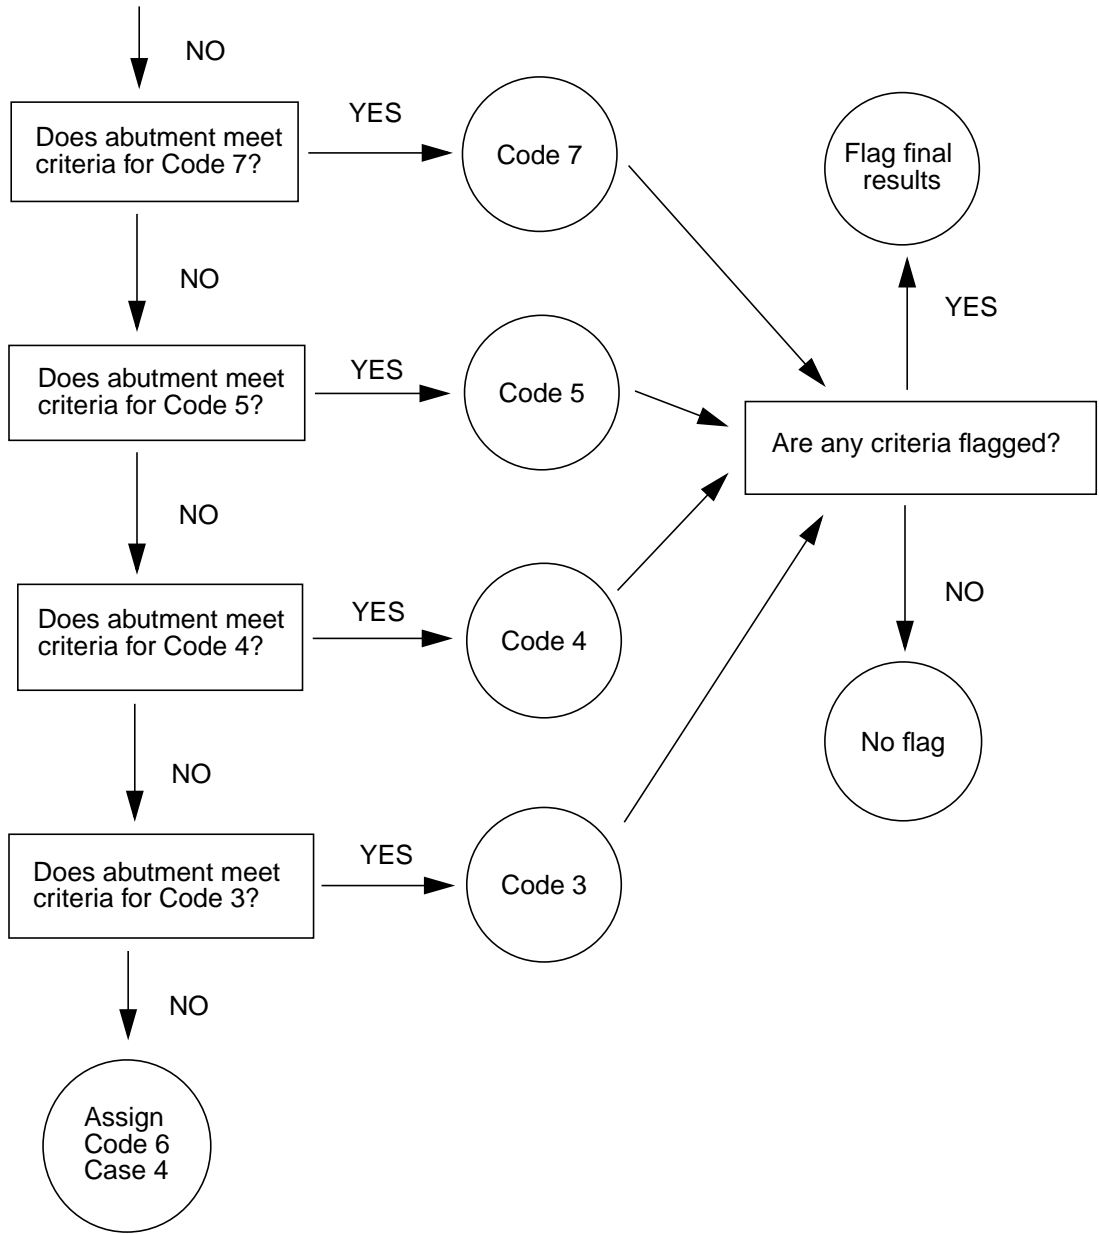 NO
Does abutment meet
criteria for Code 7?
YES
Code 7
Flag final
results
NO
YES
Does abutment meet
criteria for Code 5?
YES
Code 5
Are any criteria flagged?
NO
Does abutment meet
criteria for Code 4?
YES
Code 4
NO
No flag
NO
Does abutment meet
criteria for Code 3?
YES
Code 3
NO
Assign
Code 6
Case 4